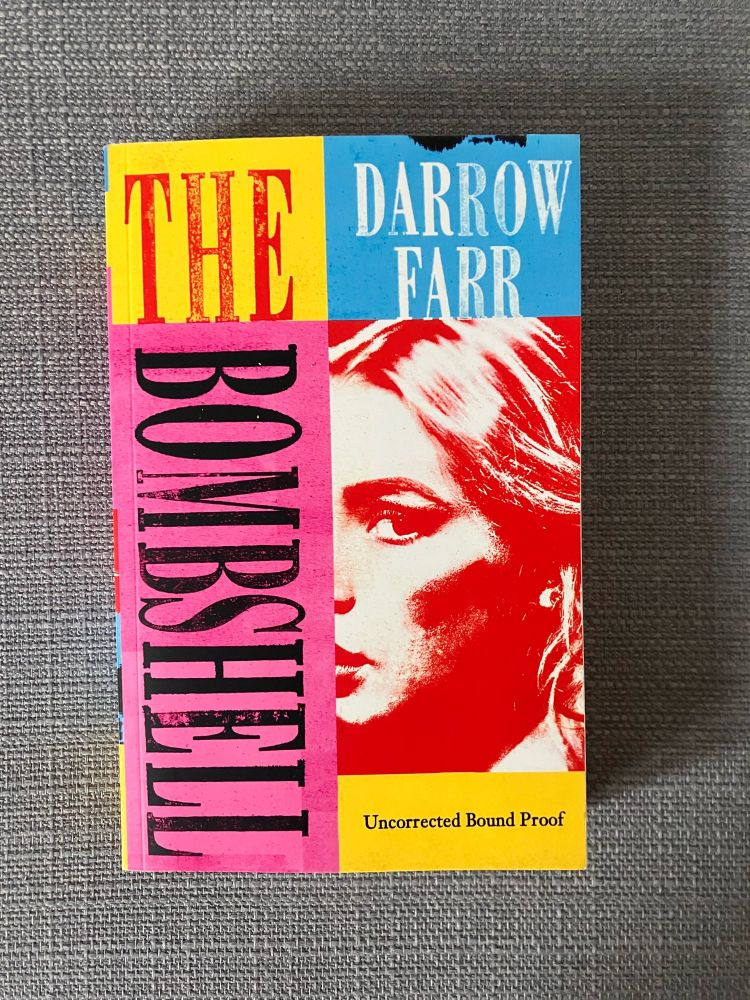 THE
BOMBSHELL
DARROW
FARR
Uncorrected Bound Proof